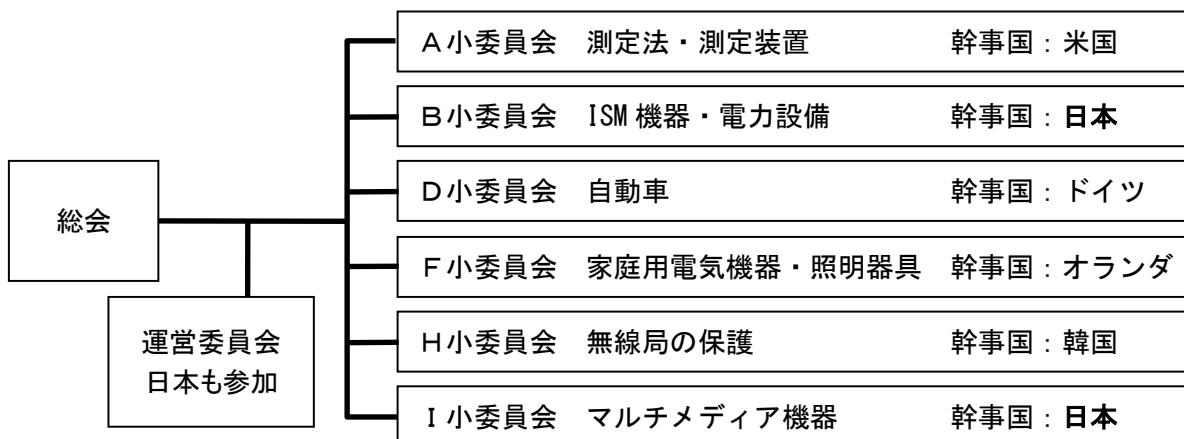 A小委員会 測定法・測定装置 幹事国：米国
B小委員会 ISM 機器・電力設備 幹事国：日本
D小委員会 自動車 幹事国：ドイツ
F小委員会 家庭用電気機器・照明器具 幹事国：オランダ
H小委員会 無線局の保護 幹事国：韓国
I小委員会 マルチメディア機器 幹事国：日本
総会
運営委員会
日本も参加